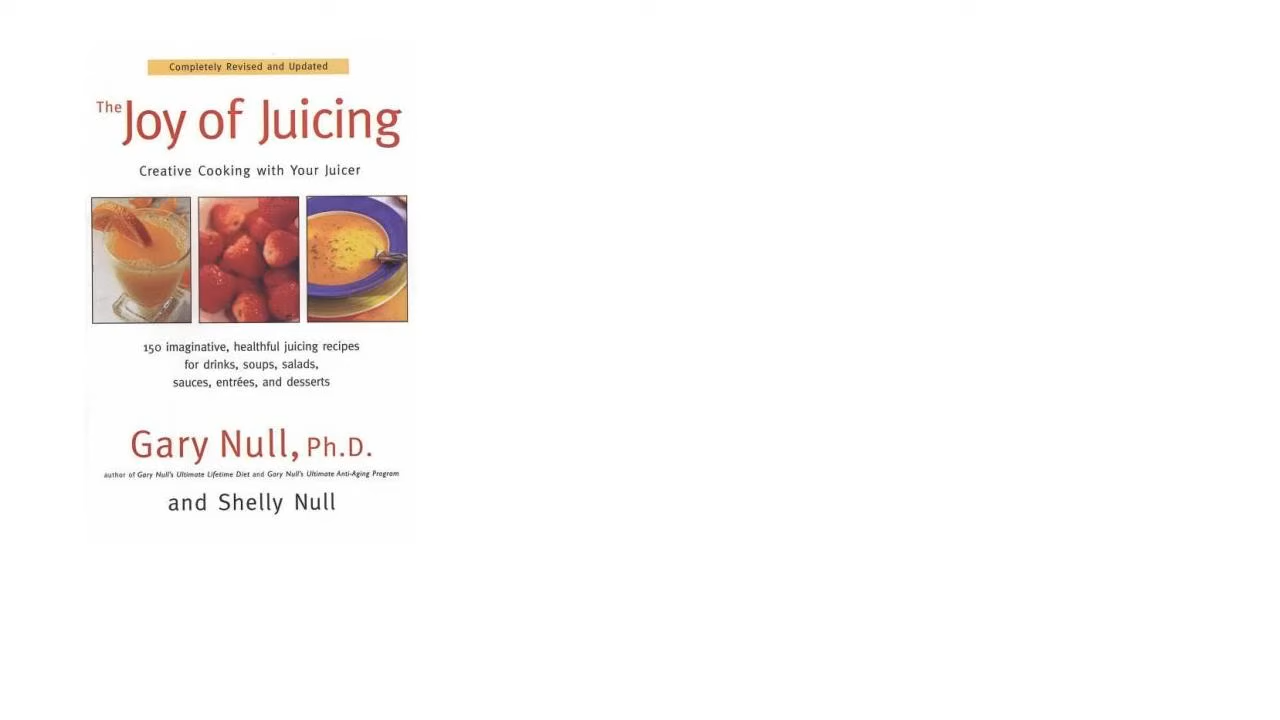 Completely Revised and Updated
The Joy of Juicing
Creative Cooking with Your Juicer
150 imaginative, healthful juicing recipes
for drinks, soups, salads,
sauces, entrées, and desserts
Gary Null, Ph.D.
author of Gary Null's Ultimate Lifetime Diet and Gary Null's Ultimate Anti-Aging Program
and Shelly Null